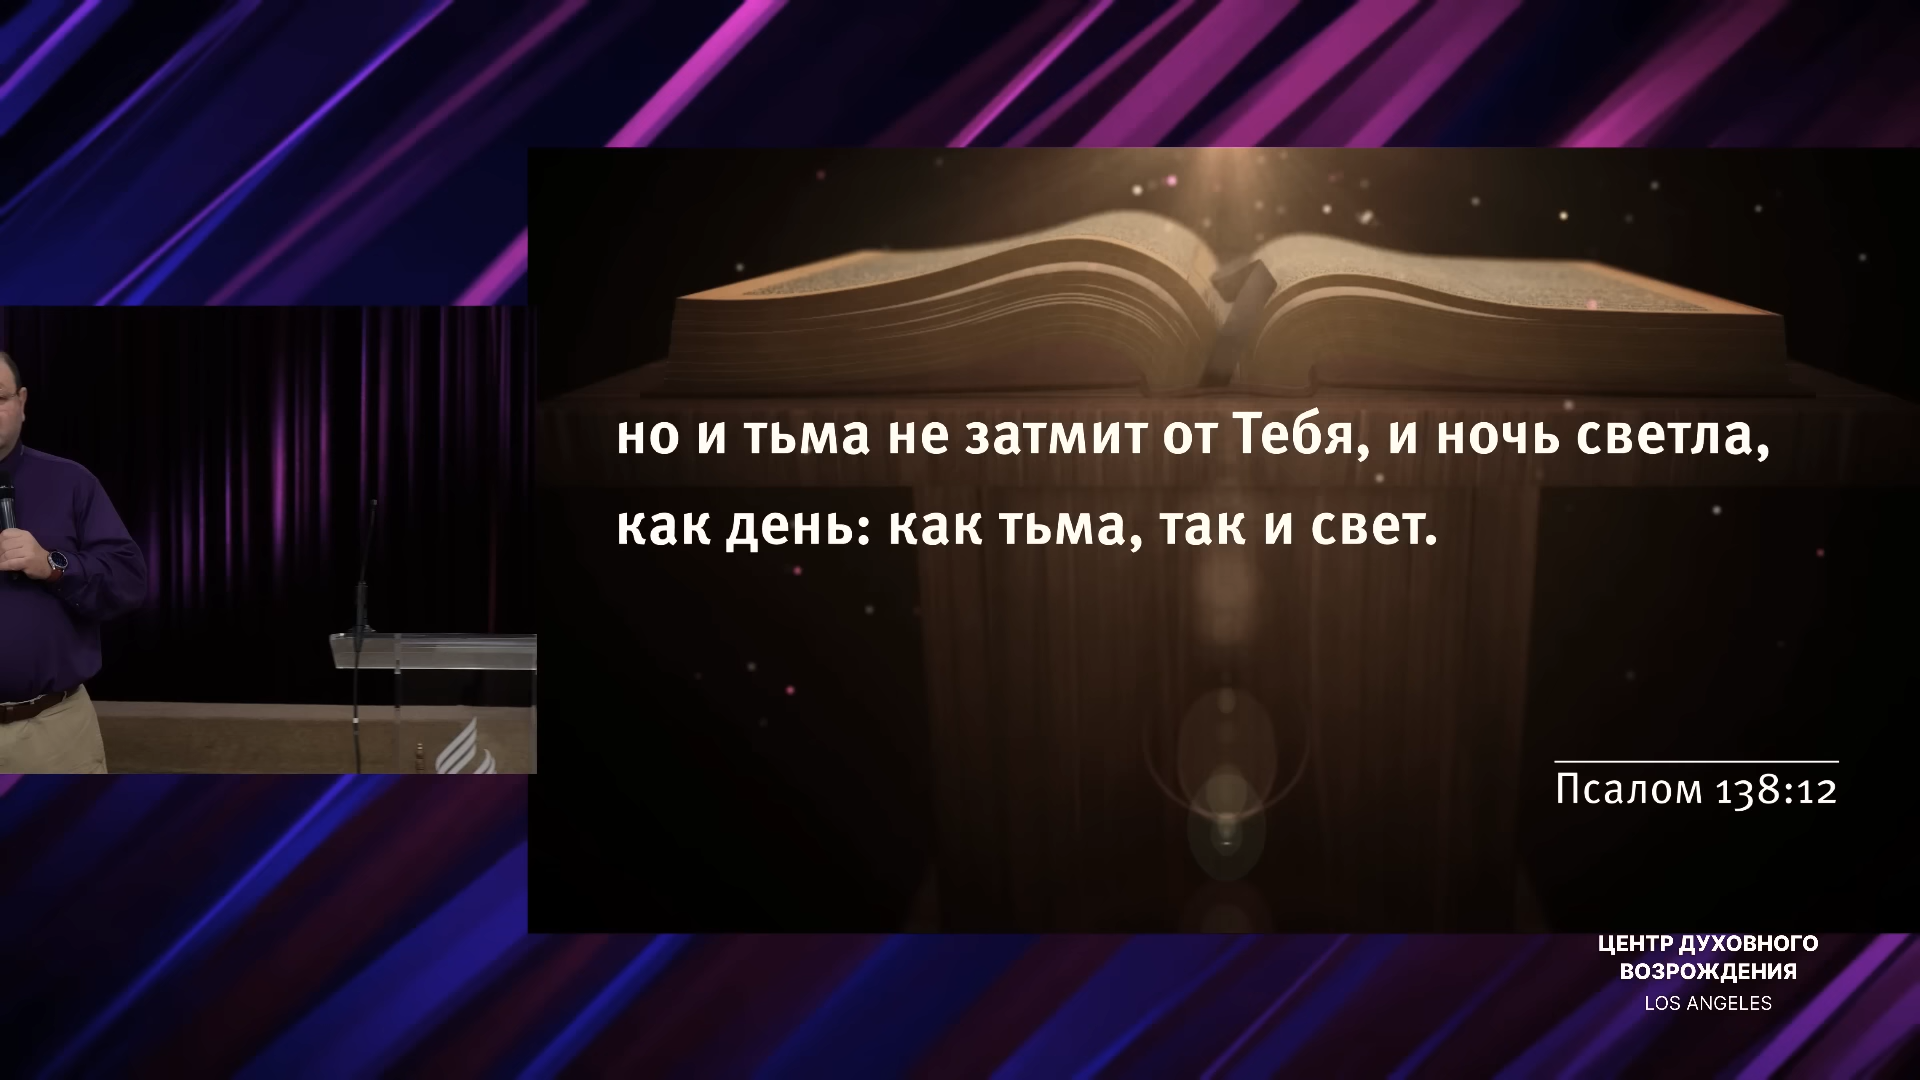 но и тьма не затмит от Тебя, и ночь светла,
как день: как тьма, так и свет.
Псалом 138:12
ЦЕНТР ДУХОВНОГО
ВОЗРОЖДЕНИЯ
LOS ANGELES